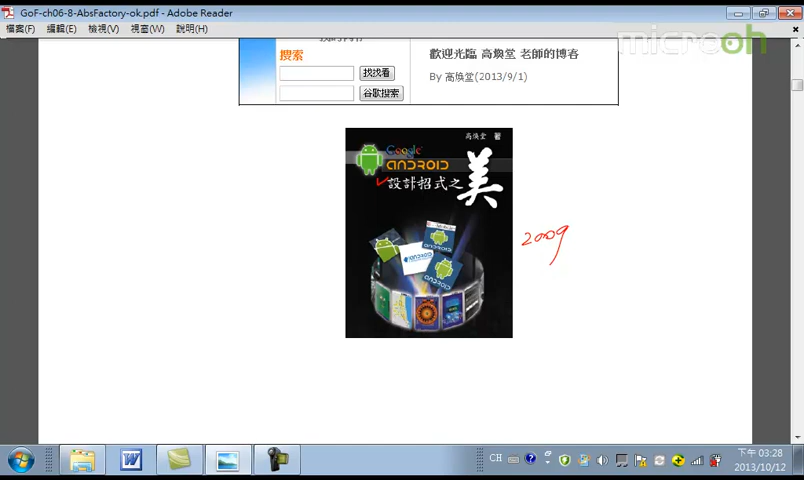 GoF-ch06-8-AbsFactory-ok.pdf - Adobe Reader
檔案(F) 編輯(E) 檢視(V) 視窗(W) 說明(H)
microoh
搜索
找找看
谷歌搜索
歡迎光臨 高煥堂 老師的博客
By 高煥堂(2013/9/1)
高煥堂 著
Google
ANDROID
設計招式之美
2009
CH
下午 03:28
2013/10/12